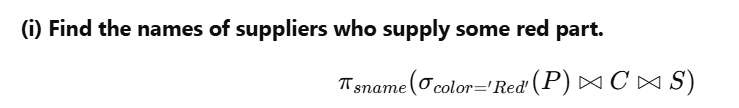 (i) Find the names of suppliers who supply some red part.
π_sname(σ_color='Red'(P) ⋈ C ⋈ S)